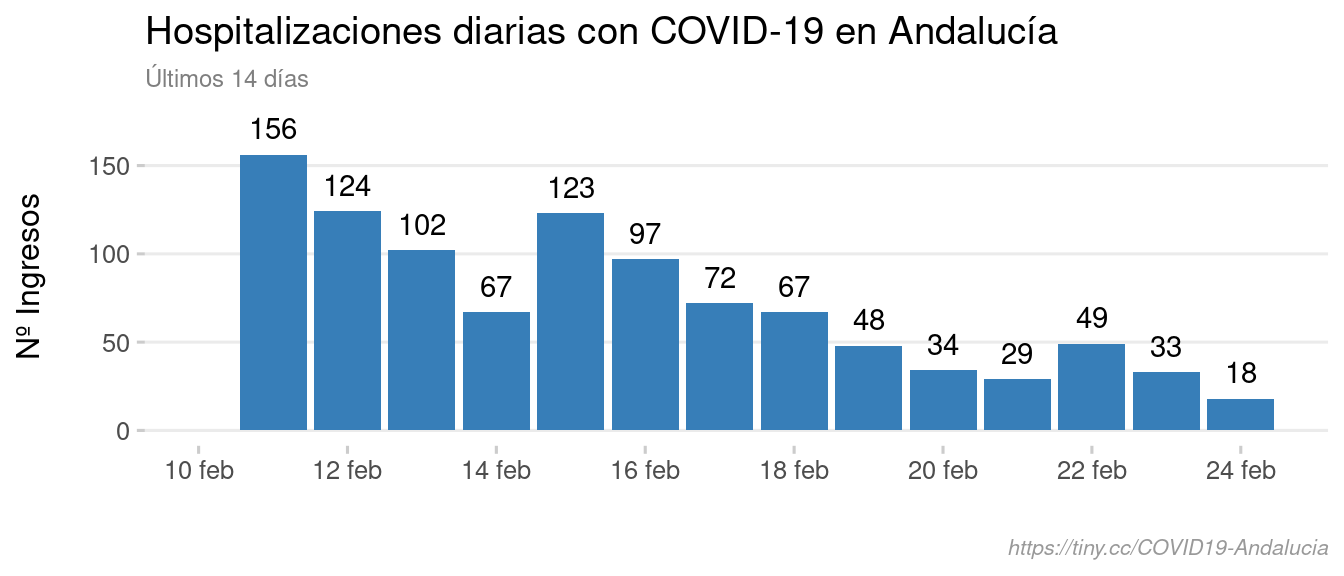 Hospitalizaciones diarias con COVID-19 en Andalucía
Últimos 14 días
Nº Ingresos
150
100
50
0
156
124
102
67
123
97
72
67
48
34
29
49
33
18
10 feb
12 feb
14 feb
16 feb
18 feb
20 feb
22 feb
24 feb
https://tiny.cc/COVID19-Andalucia